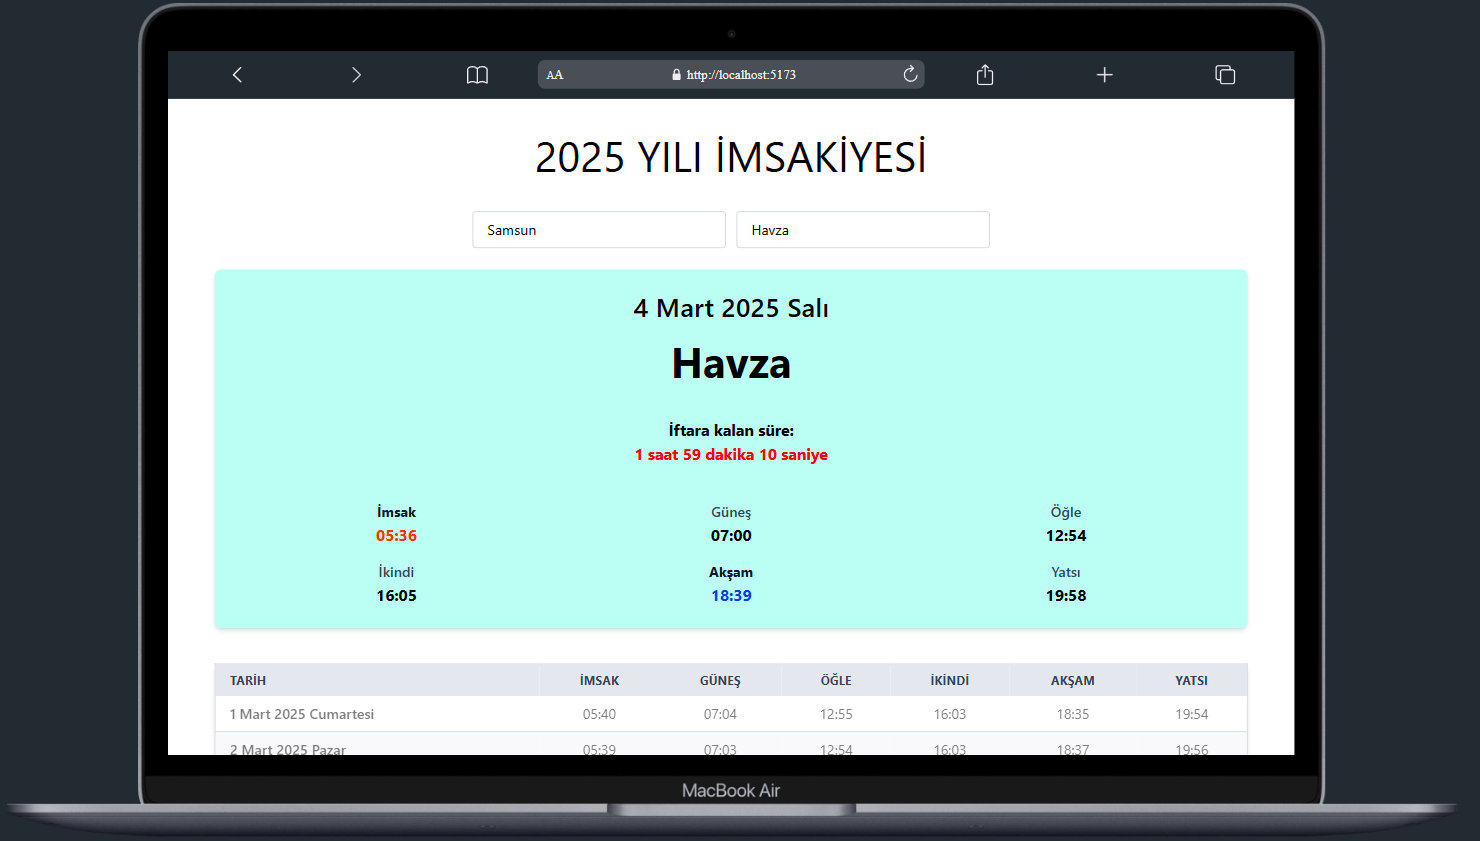 AA http://localhost:5173
2025 YILI İMSAKİYESİ
Samsun Havza
4 Mart 2025 Salı
Havza
İftara kalan süre:
1 saat 59 dakika 10 saniye
İmsak Güneş Öğle
05:36 07:00 12:54
İkindi Akşam Yatsı
16:05 18:39 19:58
TARİH İMSAK GÜNEŞ ÖĞLE İKİNDİ AKŞAM YATSI
1 Mart 2025 Cumartesi 05:40 07:04 12:55 16:03 18:35 19:54
2 Mart 2025 Pazar 05:39 07:03 12:54 16:03 18:37 19:56
MacBook Air